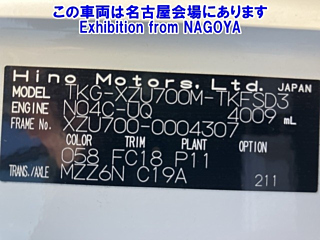 この車両は名古屋会場にあります
Exhibition from NAGOYA
Hino Motors, Ltd. JAPAN
MODEL TKG-XZU700M-TKFSD3
ENGINE N04C-UQ 4009 mL
FRAME No. XZU700-0004307
COLOR TRIM PLANT OPTION
058 FC18 P11
TRANS./AXLE MZZ6N C19A 211